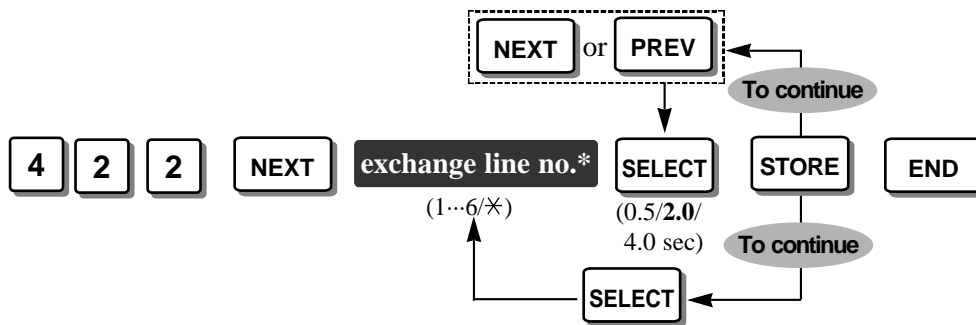 NEXT or PREV
To continue
4 2 2 NEXT exchange line no.* SELECT STORE END
(1···6/✳) (0.5/2.0/
4.0 sec)
To continue
SELECT